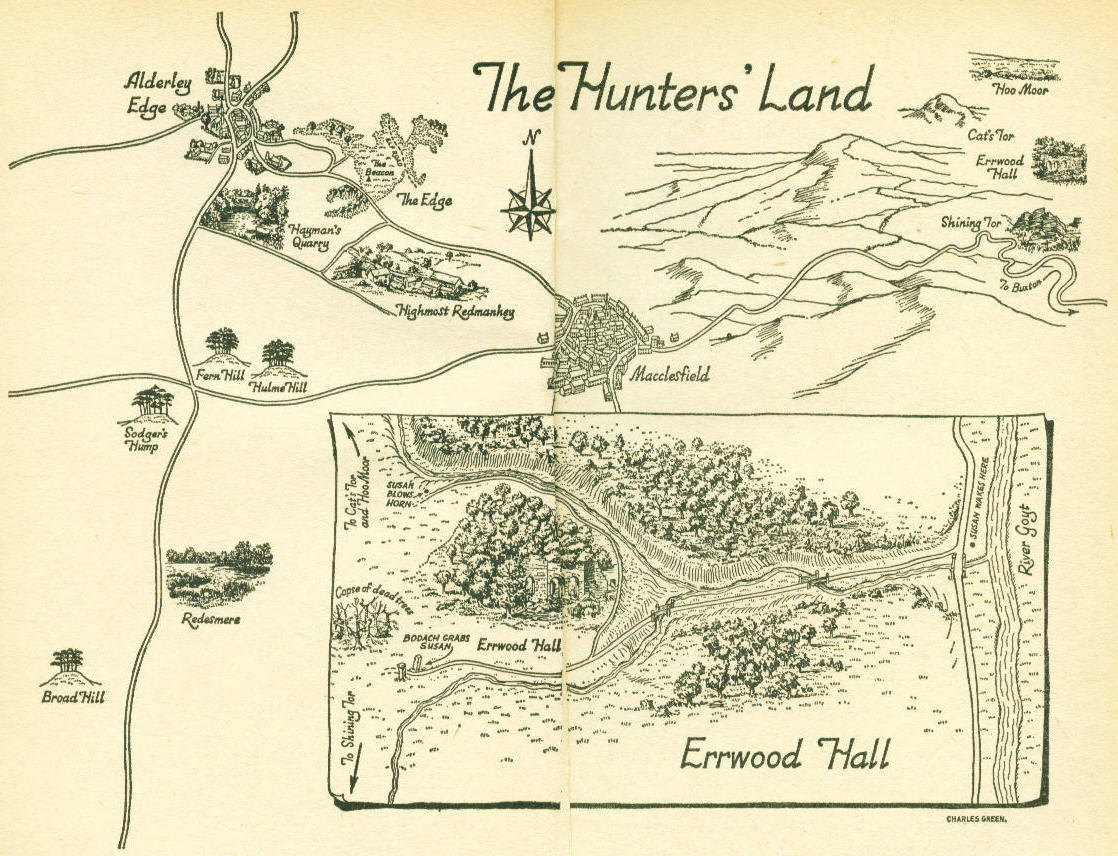 The Hunters' Land
Alderley
Edge
Hoo Moor
Cat's Tor
Errwood
Hall
N
The
Beacon
The Edge
Shining Tor
Hayman's
Quarry
To Buxton
Highmost Redmanhey
Macclesfield
Fern Hill
Hulme Hill
Sodger's
Hump
Redesmere
Broad Hill
To Cat's Tor
and Hoo Moor
SUSAN
BLOWS
HORN
SUSAN WAKES HERE
River Goyt
Copse of dead trees
BODACH GRABS
SUSAN
Errwood Hall
To Shining Tor
Errwood Hall
CHARLES GREEN.